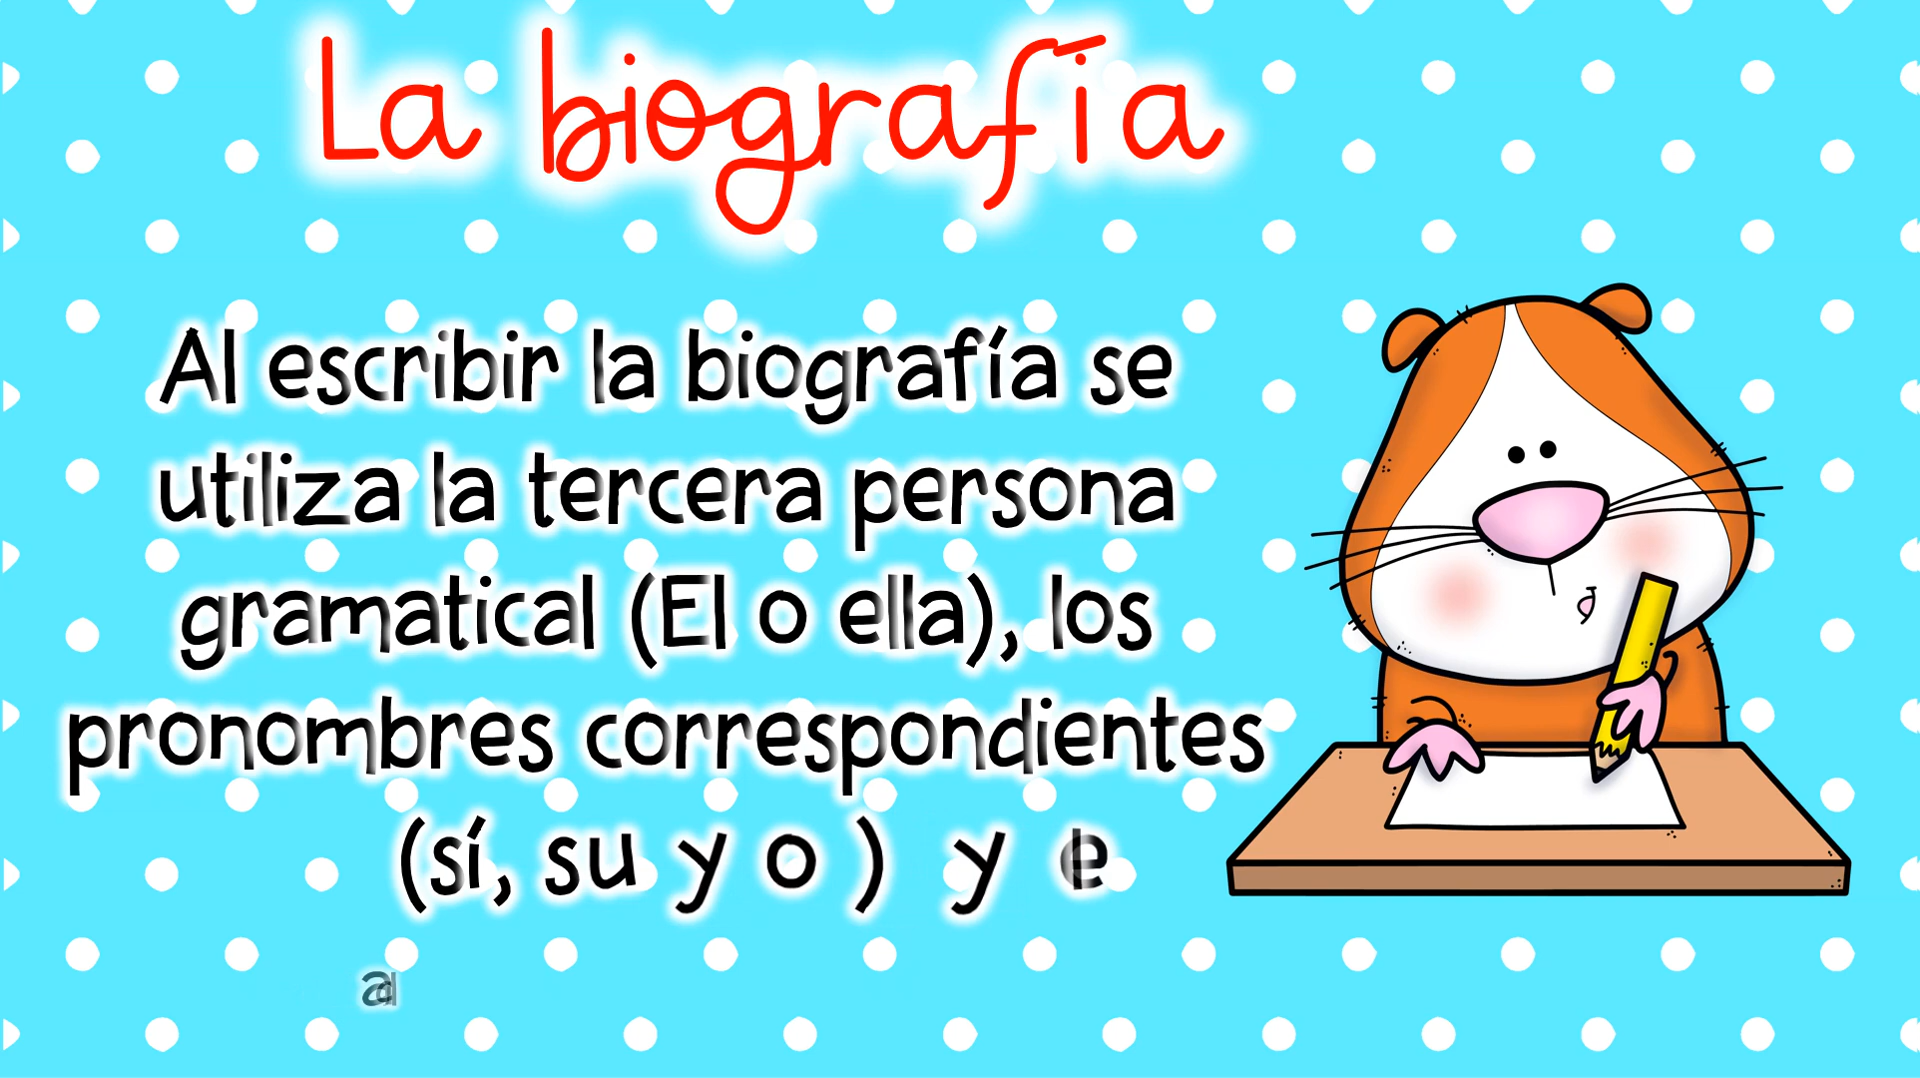 La biografía
Al escribir la biografía se
utiliza la tercera persona
gramatical (El o ella), los
pronombres correspondientes
(sí, su y o ) y e